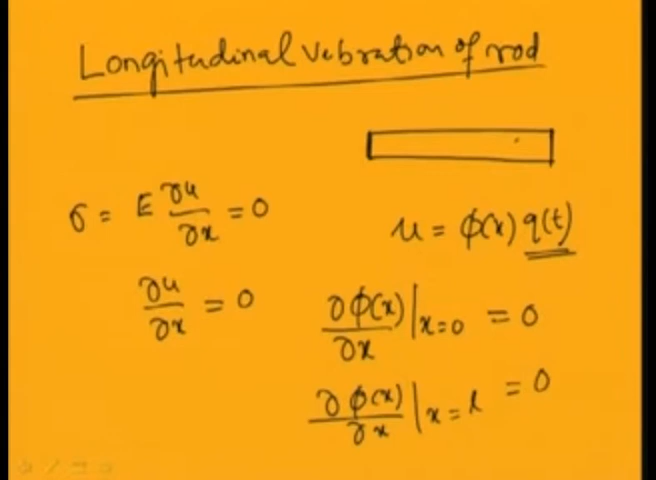 Longitudinal Vibration of rod
σ = E ∂u/∂x = 0
u = φ(x) q(t)
∂u/∂x = 0
∂φ(x)/∂x |x=0 = 0
∂φ(x)/∂x |x=l = 0